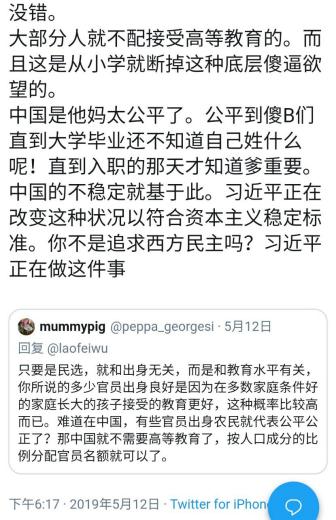 没错。
大部分人就不配接受高等教育的。而
且这是从小学就断掉这种底层傻逼欲
望的。
中国是他妈太公平了。公平到傻B们
直到大学毕业还不知道自己姓什么
呢！直到入职的那天才知道爹重要。
中国的不稳定就基于此。习近平正在
改变这种状况以符合资本主义稳定标
准。你不是追求西方民主吗？习近平
正在做这件事
mummypig @peppa_georgesi · 5月12日
回复 @laofeiwu
只要是民选，就和出身无关，而是和教育水平有关，
你所说的多少官员出身良好是因为在多数家庭条件好
的家庭长大的孩子接受的教育更好，这种概率比较高
而已。难道在中国，有些官员出身农民就代表公平公
正了？那中国就不需要高等教育了，按人口成分的比
例分配官员名额就可以了。
下午6:17 · 2019年5月12日 · Twitter for iPhon